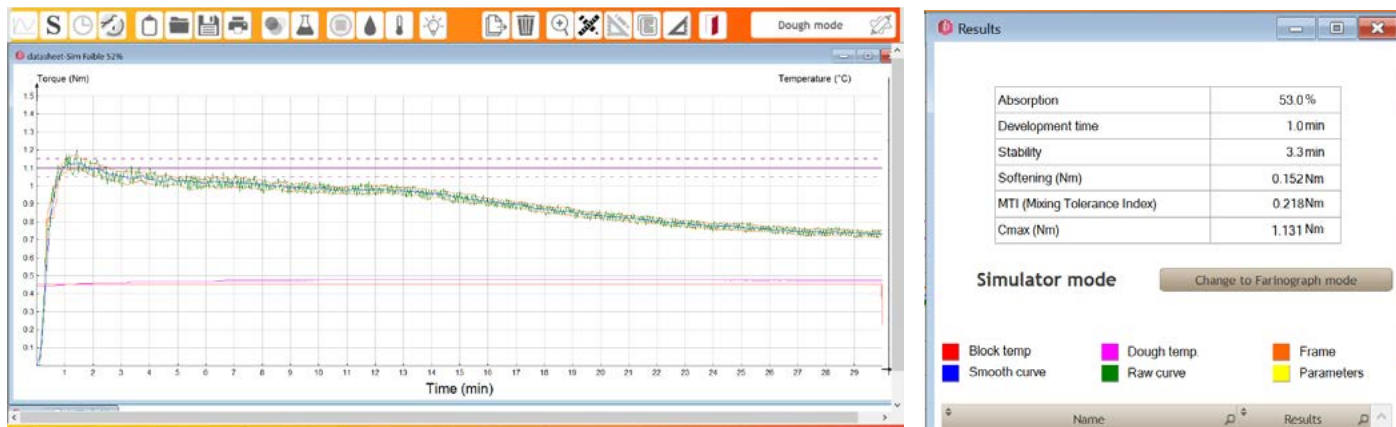 S
Dough mode
datasheet-Sim Faible 52%
Torque (Nm)
Temperature (°C)
1.5
1.4
1.3
1.2
1.1
1
0.9
0.8
0.7
0.6
0.5
0.4
0.3
0.2
0.1
1 2 3 4 5 6 7 8 9 10 11 12 13 14 15 16 17 18 19 20 21 22 23 24 25 26 27 28 29
Time (min)
Results
Absorption 53.0 %
Development time 1.0 min
Stability 3.3 min
Softening (Nm) 0.152 Nm
MTI (Mixing Tolerance Index) 0.218 Nm
Cmax (Nm) 1.131 Nm
Simulator mode Change to Farinograph mode
Block temp Dough temp. Frame
Smooth curve Raw curve Parameters
Name Results